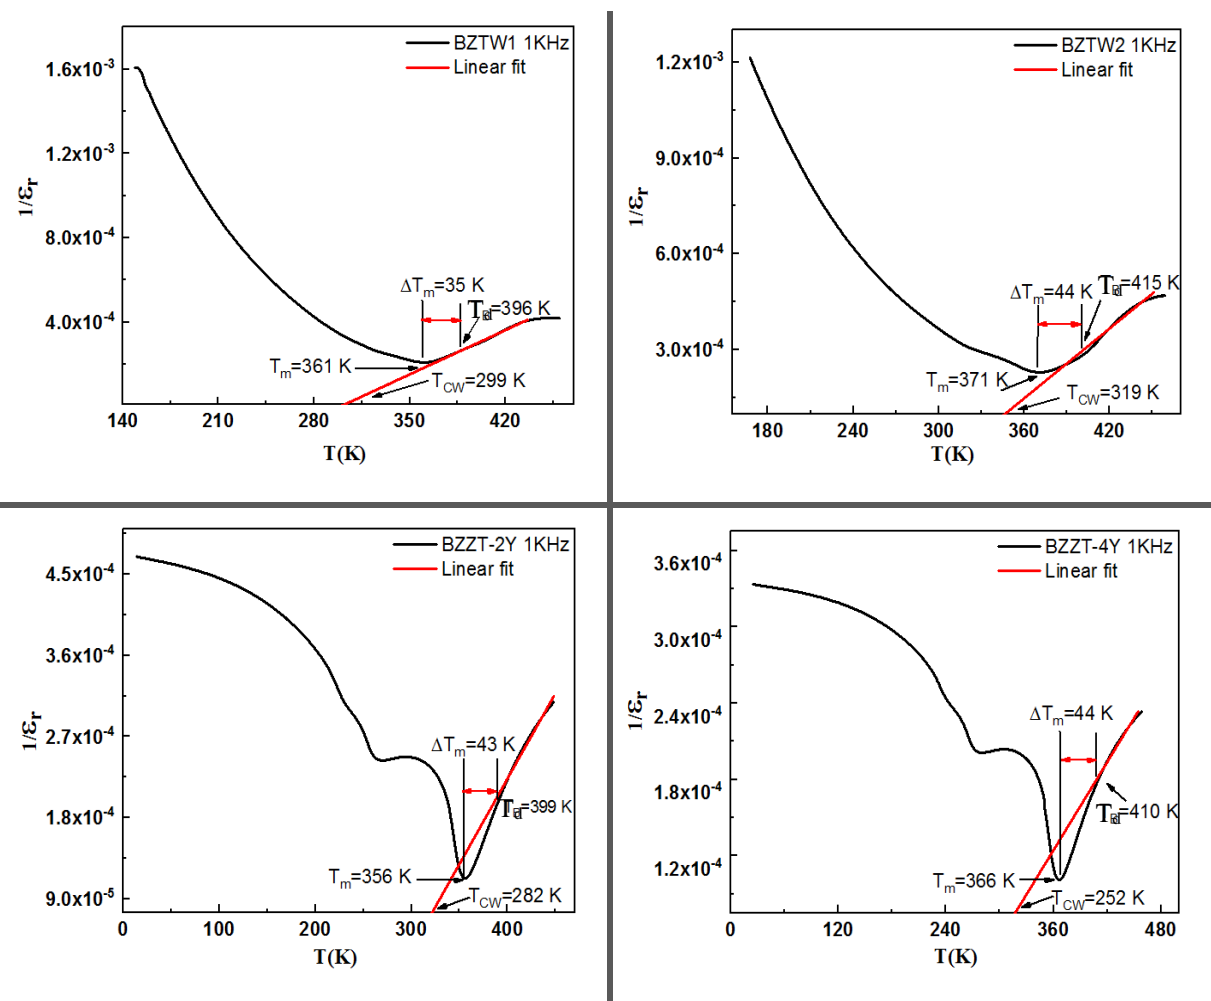 BZTW1 1KHz
Linear fit
1.6x10⁻³
1.2x10⁻³
8.0x10⁻⁴
4.0x10⁻⁴
1/εr
ΔTm=35 K
=396 K
Tm=361 K
TCW=299 K
140 210 280 350 420
T(K)
BZTW2 1KHz
Linear fit
1.2x10⁻³
9.0x10⁻⁴
6.0x10⁻⁴
3.0x10⁻⁴
1/εr
ΔTm=44 K
=415 K
Tm=371 K
TCW=319 K
180 240 300 360 420
T(K)
BZZT-2Y 1KHz
Linear fit
4.5x10⁻⁴
3.6x10⁻⁴
2.7x10⁻⁴
1.8x10⁻⁴
9.0x10⁻⁵
1/εr
ΔTm=43 K
=399 K
Tm=356 K
TCW=282 K
0 100 200 300 400
T(K)
BZZT-4Y 1KHz
Linear fit
3.6x10⁻⁴
3.0x10⁻⁴
2.4x10⁻⁴
1.8x10⁻⁴
1.2x10⁻⁴
1/εr
ΔTm=44 K
=410 K
Tm=366 K
TCW=252 K
0 120 240 360 480
T(K)